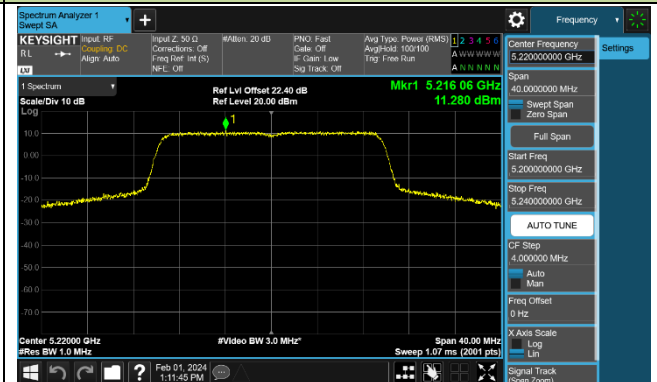 Spectrum Analyzer 1
Swept SA
+
Frequency
KEYSIGHT
Input: RF
Input Z: 50 Ω
#Atten: 20 dB
PNO: Fast
Avg Type: Power (RMS)
1 2 3 4 5 6
RL
Coupling: DC
Corrections: Off
Gate: Off
Avg|Hold: 100/100
A W W W W W
Align: Auto
Freq Ref: Int (S)
IF Gain: Low
Trig: Free Run
NFE: Off
Sig Track: Off
A N N N N N
LXI
1 Spectrum
Ref Lvl Offset 22.40 dB
Mkr1 5.216 06 GHz
Scale/Div 10 dB
Ref Level 20.00 dBm
11.280 dBm
Log
1
10.0
0.00
-10.0
-20.0
-30.0
-40.0
-50.0
-60.0
-70.0
Center 5.22000 GHz
#Video BW 3.0 MHz*
Span 40.00 MHz
#Res BW 1.0 MHz
Sweep 1.07 ms (2001 pts)
Center Frequency
5.22000000 GHz
Settings
Span
40.0000000 MHz
Swept Span
Zero Span
Full Span
Start Freq
5.200000000 GHz
Stop Freq
5.240000000 GHz
AUTO TUNE
CF Step
4.000000 MHz
Auto
Man
Freq Offset
0 Hz
X Axis Scale
Log
Lin
Signal Track
(Span Zoom)
?
Feb 01, 2024
1:11:45 PM